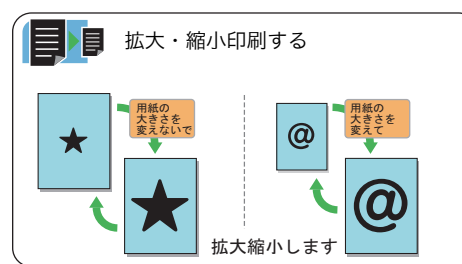 拡大・縮小印刷する
用紙の
大きさを
変えないで
用紙の
大きさを
変えて
@
@
拡大縮小します